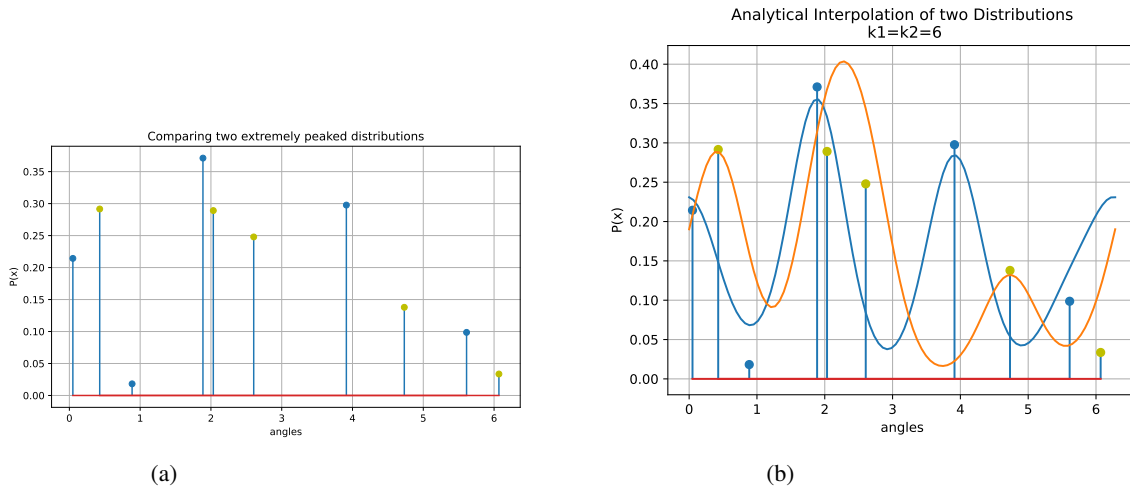 Comparing two extremely peaked distributions
P(x)
0.35
0.30
0.25
0.20
0.15
0.10
0.05
0.00
0 1 2 3 4 5 6
angles
(a)
Analytical Interpolation of two Distributions
k1=k2=6
P(x)
0.40
0.35
0.30
0.25
0.20
0.15
0.10
0.05
0.00
0 1 2 3 4 5 6
angles
(b)